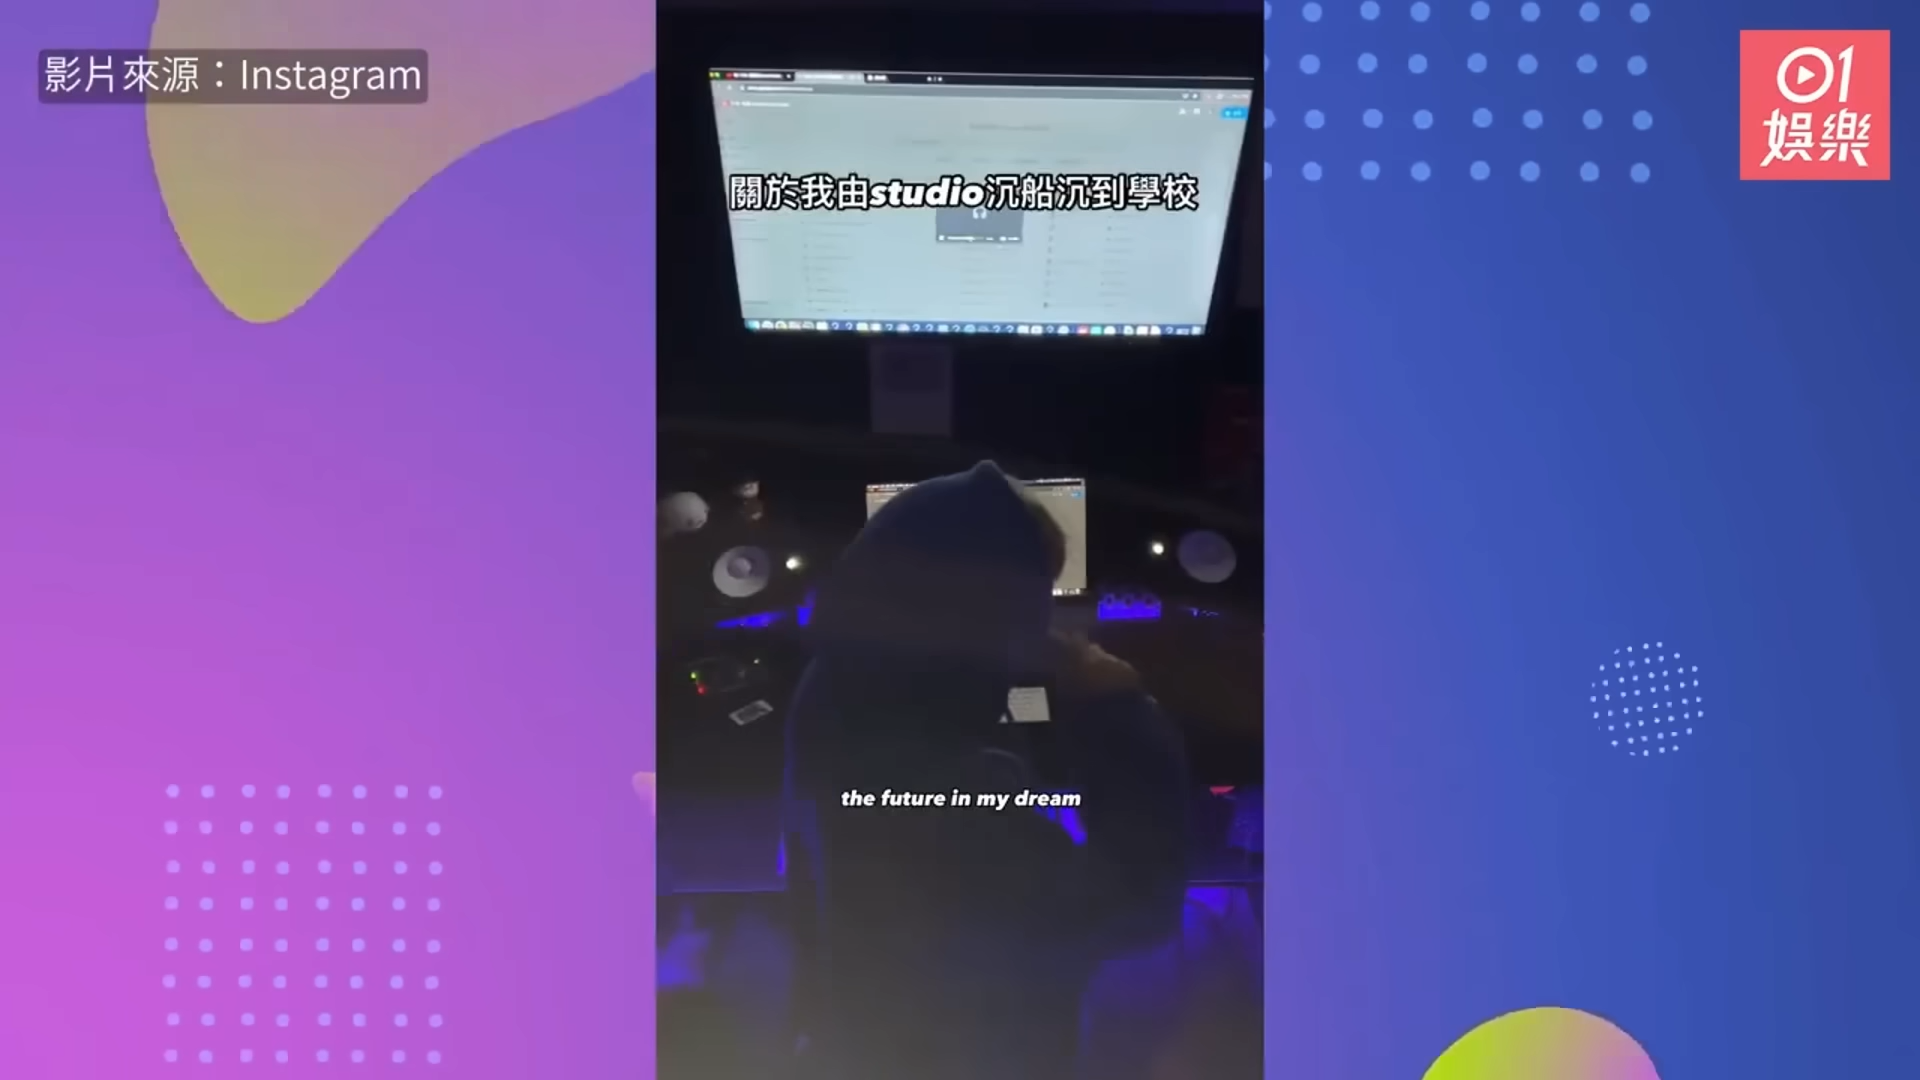 影片來源：Instagram
01
娛樂
關於我由studio沉船沉到學校
the future in my dream